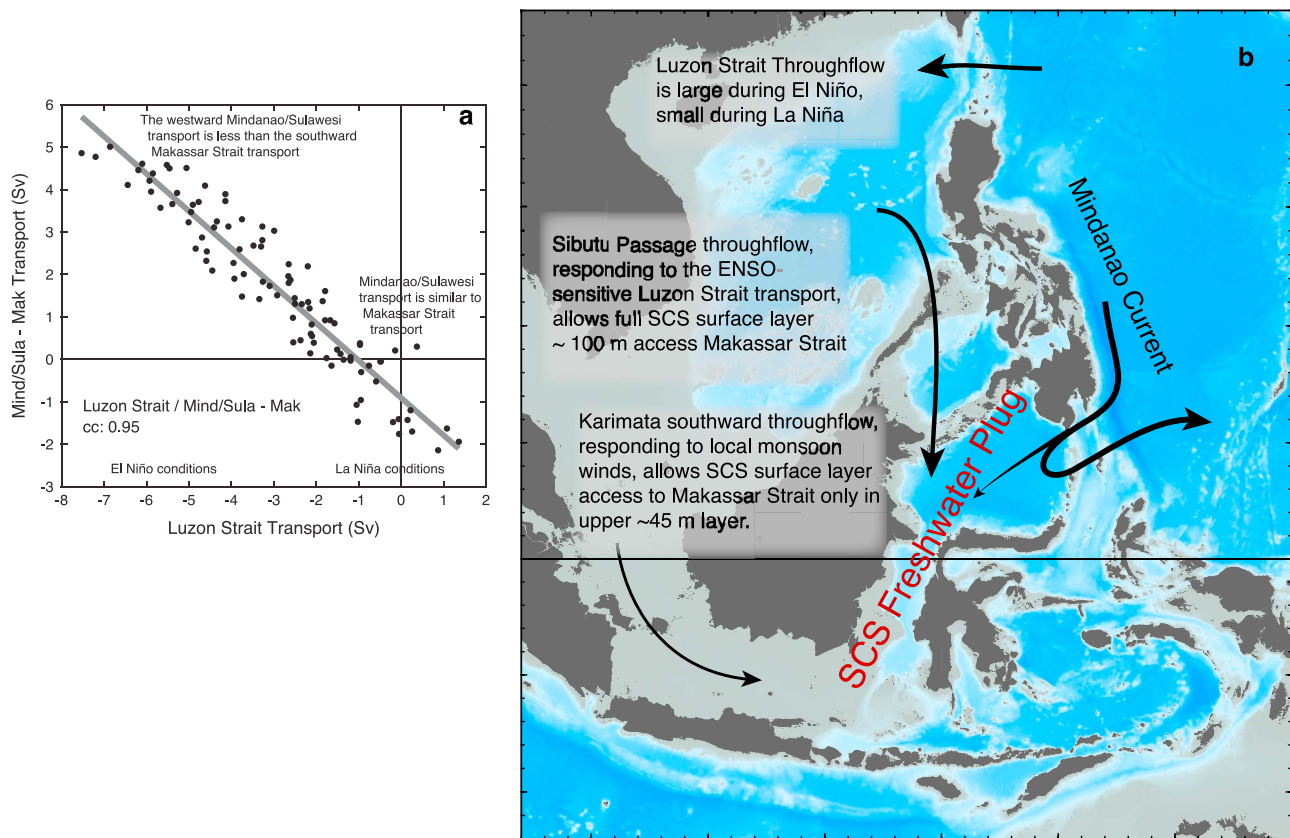 a
The westward Mindanao/Sulawesi
transport is less than the southward
Makassar Strait transport
Mindanao/Sulawesi
transport is similar to
Makassar Strait
transport
Luzon Strait / Mind/Sula - Mak
cc: 0.95
El Niño conditions
La Niña conditions
Mind/Sula - Mak Transport (Sv)
6
5
4
3
2
1
0
-1
-2
-3
-8 -7 -6 -5 -4 -3 -2 -1 0 1 2
Luzon Strait Transport (Sv)
b
Luzon Strait Throughflow
is large during El Niño,
small during La Niña
Sibutu Passage throughflow,
responding to the ENSO-
sensitive Luzon Strait transport,
allows full SCS surface layer
~ 100 m access Makassar Strait
Karimata southward throughflow,
responding to local monsoon
winds, allows SCS surface layer
access to Makassar Strait only in
upper ~45 m layer.
Mindanao Current
SCS Freshwater Plug